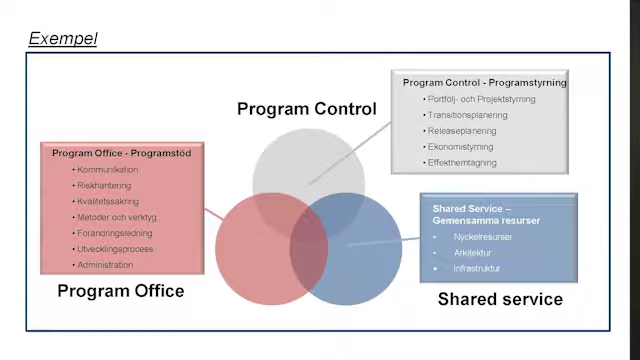 Exempel
Program Control
Program Control - Programstyrning
• Portfölj- och Projektstyrning
• Transitionsplanering
• Releaseplanering
• Ekonomistyrning
• Effekthemtagning
Program Office - Programstöd
• Kommunikation
• Riskhantering
• Kvalitetssäkring
• Metoder och verktyg
• Förändringsledning
• Utvecklingsprocess
• Administration
Program Office
Shared Service –
Gemensamma resurser
• Nyckelresurser
• Arkitektur
• Infrastruktur
Shared service